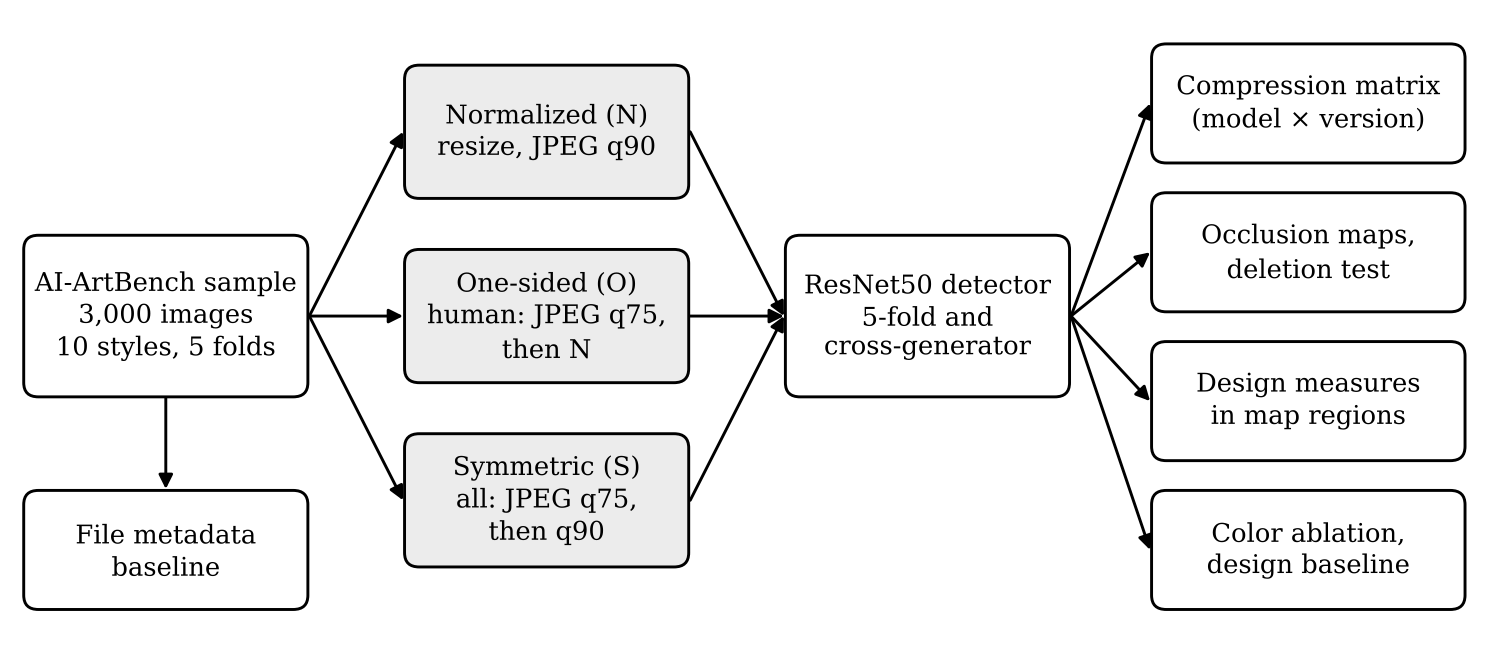 AI-ArtBench sample
3,000 images
10 styles, 5 folds
File metadata
baseline
Normalized (N)
resize, JPEG q90
One-sided (O)
human: JPEG q75,
then N
Symmetric (S)
all: JPEG q75,
then q90
ResNet50 detector
5-fold and
cross-generator
Compression matrix
(model × version)
Occlusion maps,
deletion test
Design measures
in map regions
Color ablation,
design baseline